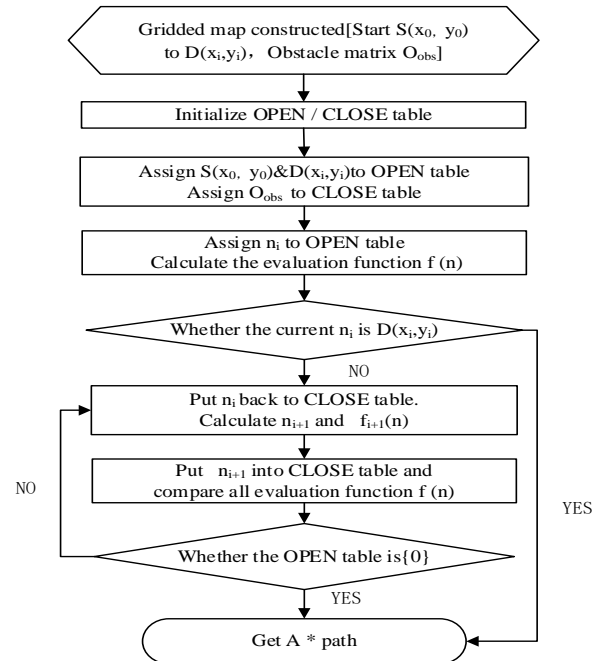 Gridded map constructed[Start S(x₀, y₀)
to D(xᵢ,yᵢ), Obstacle matrix Oobs]
Initialize OPEN / CLOSE table
Assign S(x₀, y₀)&D(xᵢ,yᵢ)to OPEN table
Assign Oobs to CLOSE table
Assign nᵢ to OPEN table
Calculate the evaluation function f (n)
Whether the current nᵢ is D(xᵢ,yᵢ)
NO
Put nᵢ back to CLOSE table.
Calculate nᵢ₊₁ and fᵢ₊₁(n)
Put nᵢ₊₁ into CLOSE table and
compare all evaluation function f (n)
NO
YES
Whether the OPEN table is{0}
YES
Get A * path